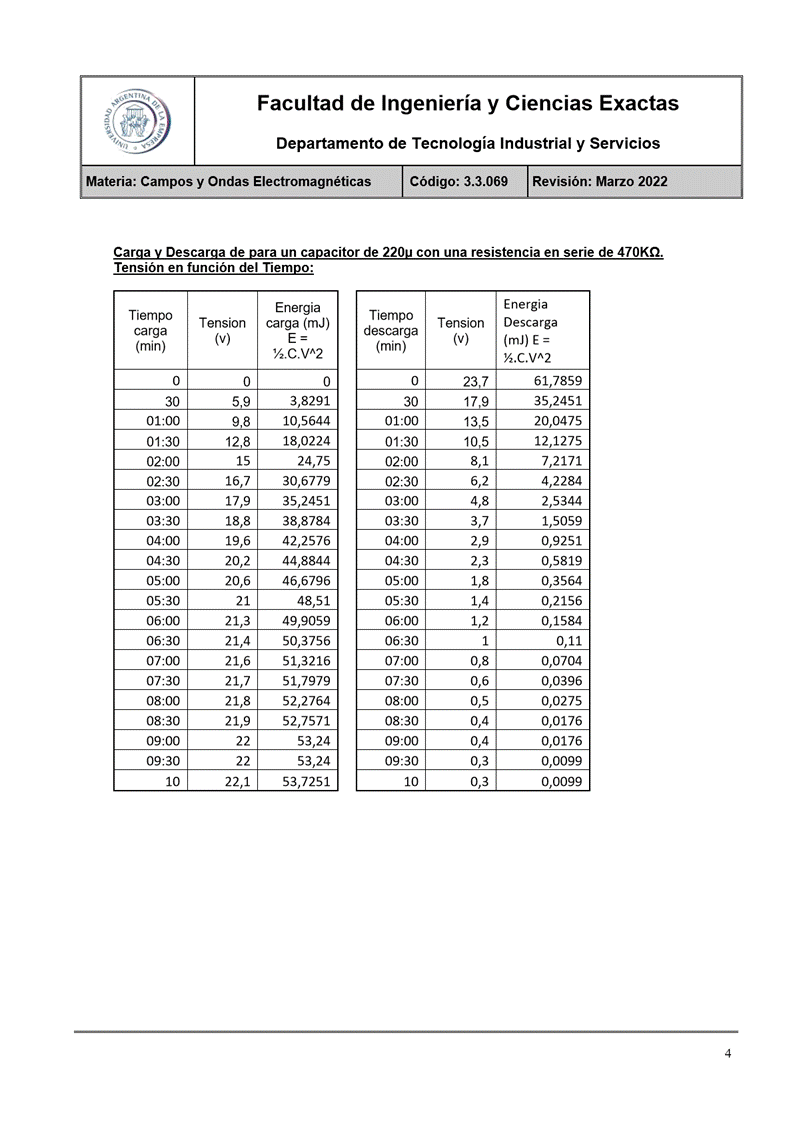 UNIVERSIDAD ARGENTINA DE LA EMPRESA
Facultad de Ingeniería y Ciencias Exactas
Departamento de Tecnología Industrial y Servicios
Materia: Campos y Ondas Electromagnéticas Código: 3.3.069 Revisión: Marzo 2022
Carga y Descarga de para un capacitor de 220µ con una resistencia en serie de 470KΩ.
Tensión en función del Tiempo:
Tiempo
carga
(min)
Tension
(v)
Energia
carga (mJ)
E =
½.C.V^2
0 0 0
30 5,9 3,8291
01:00 9,8 10,5644
01:30 12,8 18,0224
02:00 15 24,75
02:30 16,7 30,6779
03:00 17,9 35,2451
03:30 18,8 38,8784
04:00 19,6 42,2576
04:30 20,2 44,8844
05:00 20,6 46,6796
05:30 21 48,51
06:00 21,3 49,9059
06:30 21,4 50,3756
07:00 21,6 51,3216
07:30 21,7 51,7979
08:00 21,8 52,2764
08:30 21,9 52,7571
09:00 22 53,24
09:30 22 53,24
10 22,1 53,7251
Tiempo
descarga
(min)
Tension
(v)
Energia
Descarga
(mJ) E =
½.C.V^2
0 23,7 61,7859
30 17,9 35,2451
01:00 13,5 20,0475
01:30 10,5 12,1275
02:00 8,1 7,2171
02:30 6,2 4,2284
03:00 4,8 2,5344
03:30 3,7 1,5059
04:00 2,9 0,9251
04:30 2,3 0,5819
05:00 1,8 0,3564
05:30 1,4 0,2156
06:00 1,2 0,1584
06:30 1 0,11
07:00 0,8 0,0704
07:30 0,6 0,0396
08:00 0,5 0,0275
08:30 0,4 0,0176
09:00 0,4 0,0176
09:30 0,3 0,0099
10 0,3 0,0099
4